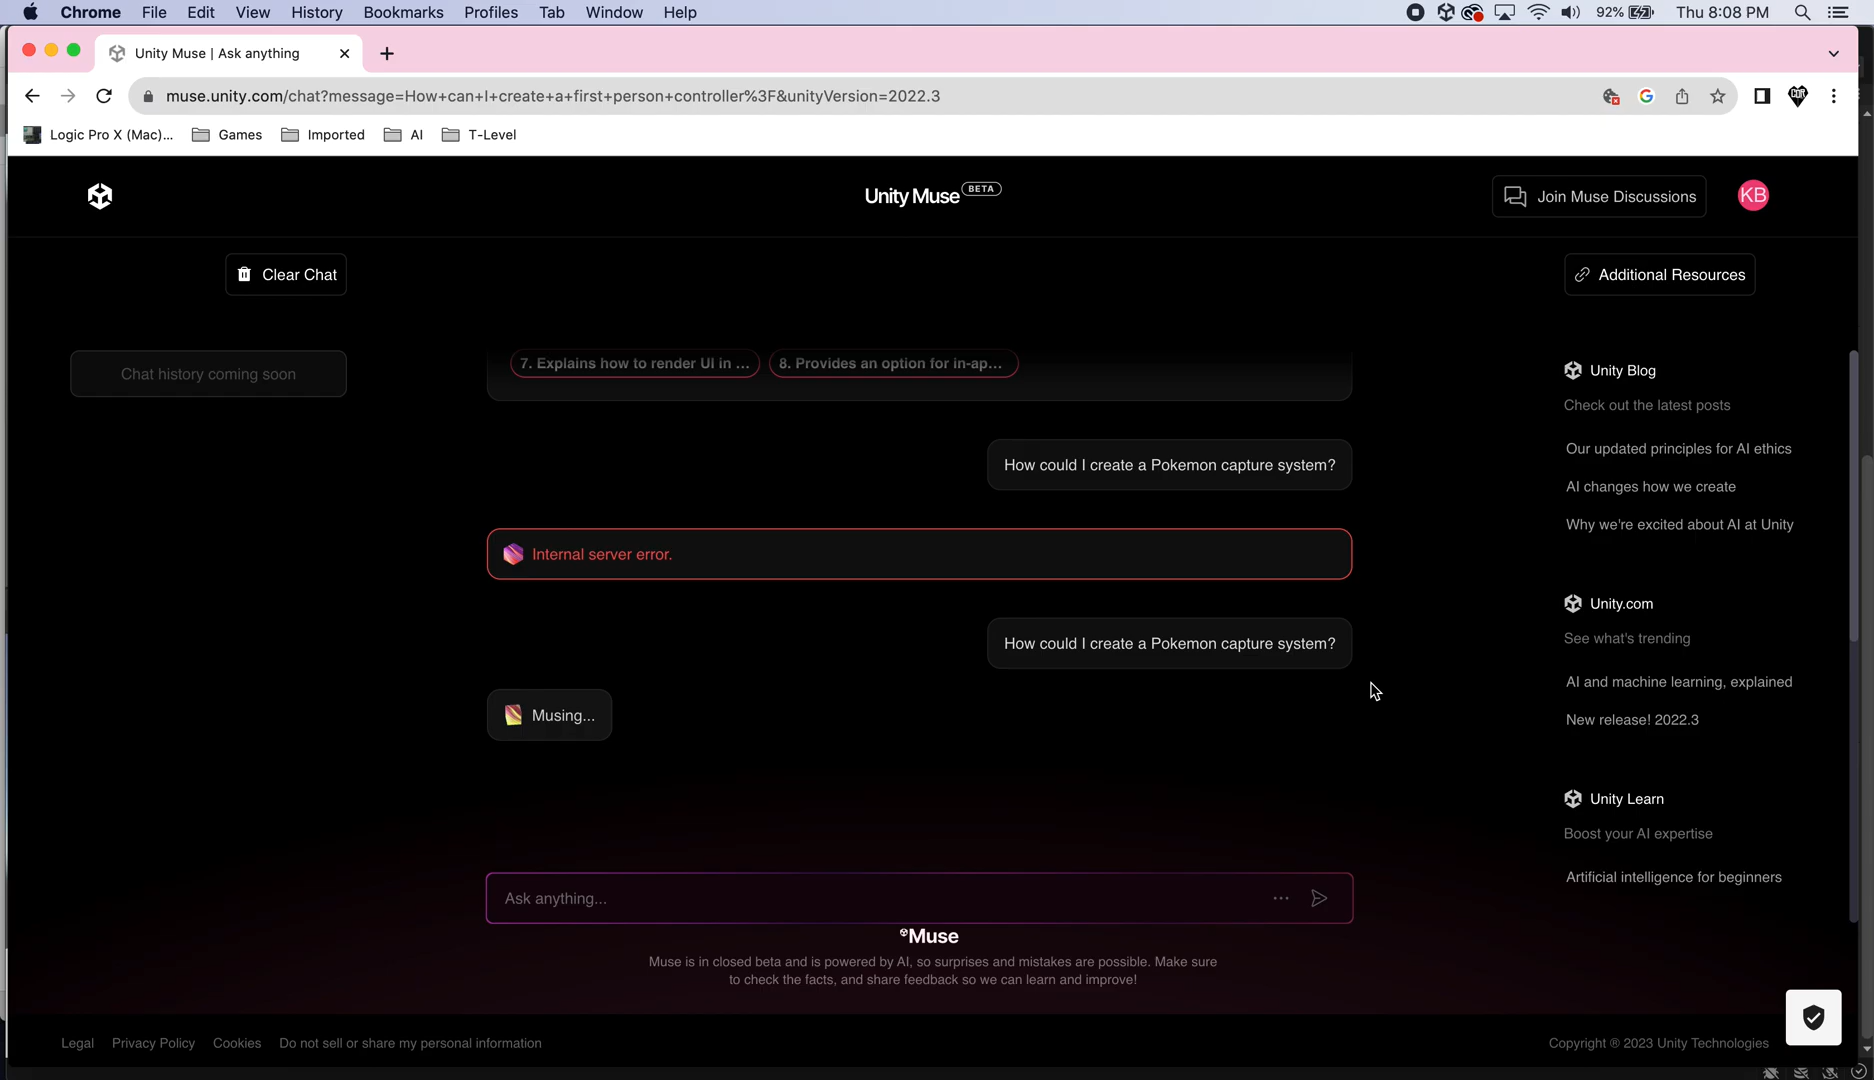 Chrome File Edit View History Bookmarks Profiles Tab Window Help 92% Thu 8:08 PM
Unity Muse | Ask anything
muse.unity.com/chat?message=How+can+I+create+a+first+person+controller%3F&unityVersion=2022.3
Logic Pro X (Mac)... Games Imported AI T-Level
Unity Muse BETA
Join Muse Discussions
KB
Clear Chat
Additional Resources
Chat history coming soon
7. Explains how to render UI in ... 8. Provides an option for in-ap...
How could I create a Pokemon capture system?
Internal server error.
How could I create a Pokemon capture system?
Musing...
Unity Blog
Check out the latest posts
Our updated principles for AI ethics
AI changes how we create
Why we're excited about AI at Unity
Unity.com
See what's trending
AI and machine learning, explained
New release! 2022.3
Unity Learn
Boost your AI expertise
Artificial intelligence for beginners
Ask anything...
Muse
Muse is in closed beta and is powered by AI, so surprises and mistakes are possible. Make sure
to check the facts, and share feedback so we can learn and improve!
Legal Privacy Policy Cookies Do not sell or share my personal information
Copyright ® 2023 Unity Technologies